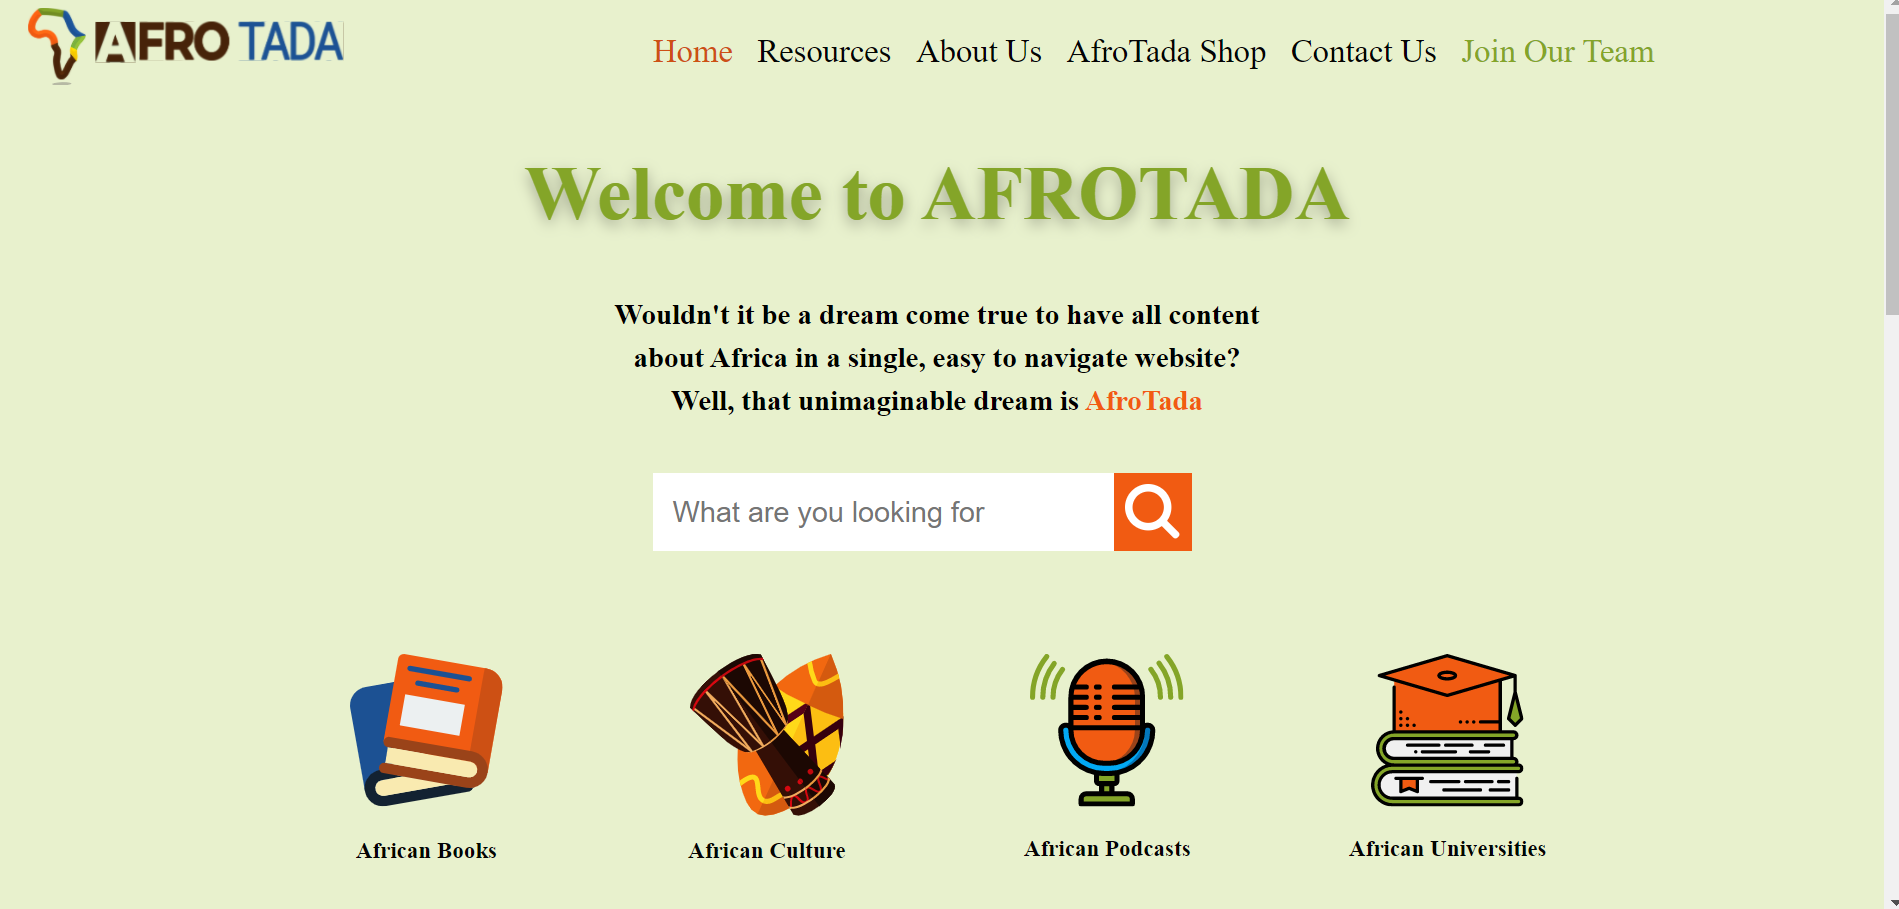 AFRO TADA
Home Resources About Us AfroTada Shop Contact Us Join Our Team
Welcome to AFROTADA
Wouldn't it be a dream come true to have all content
about Africa in a single, easy to navigate website?
Well, that unimaginable dream is AfroTada
What are you looking for
African Books African Culture African Podcasts African Universities